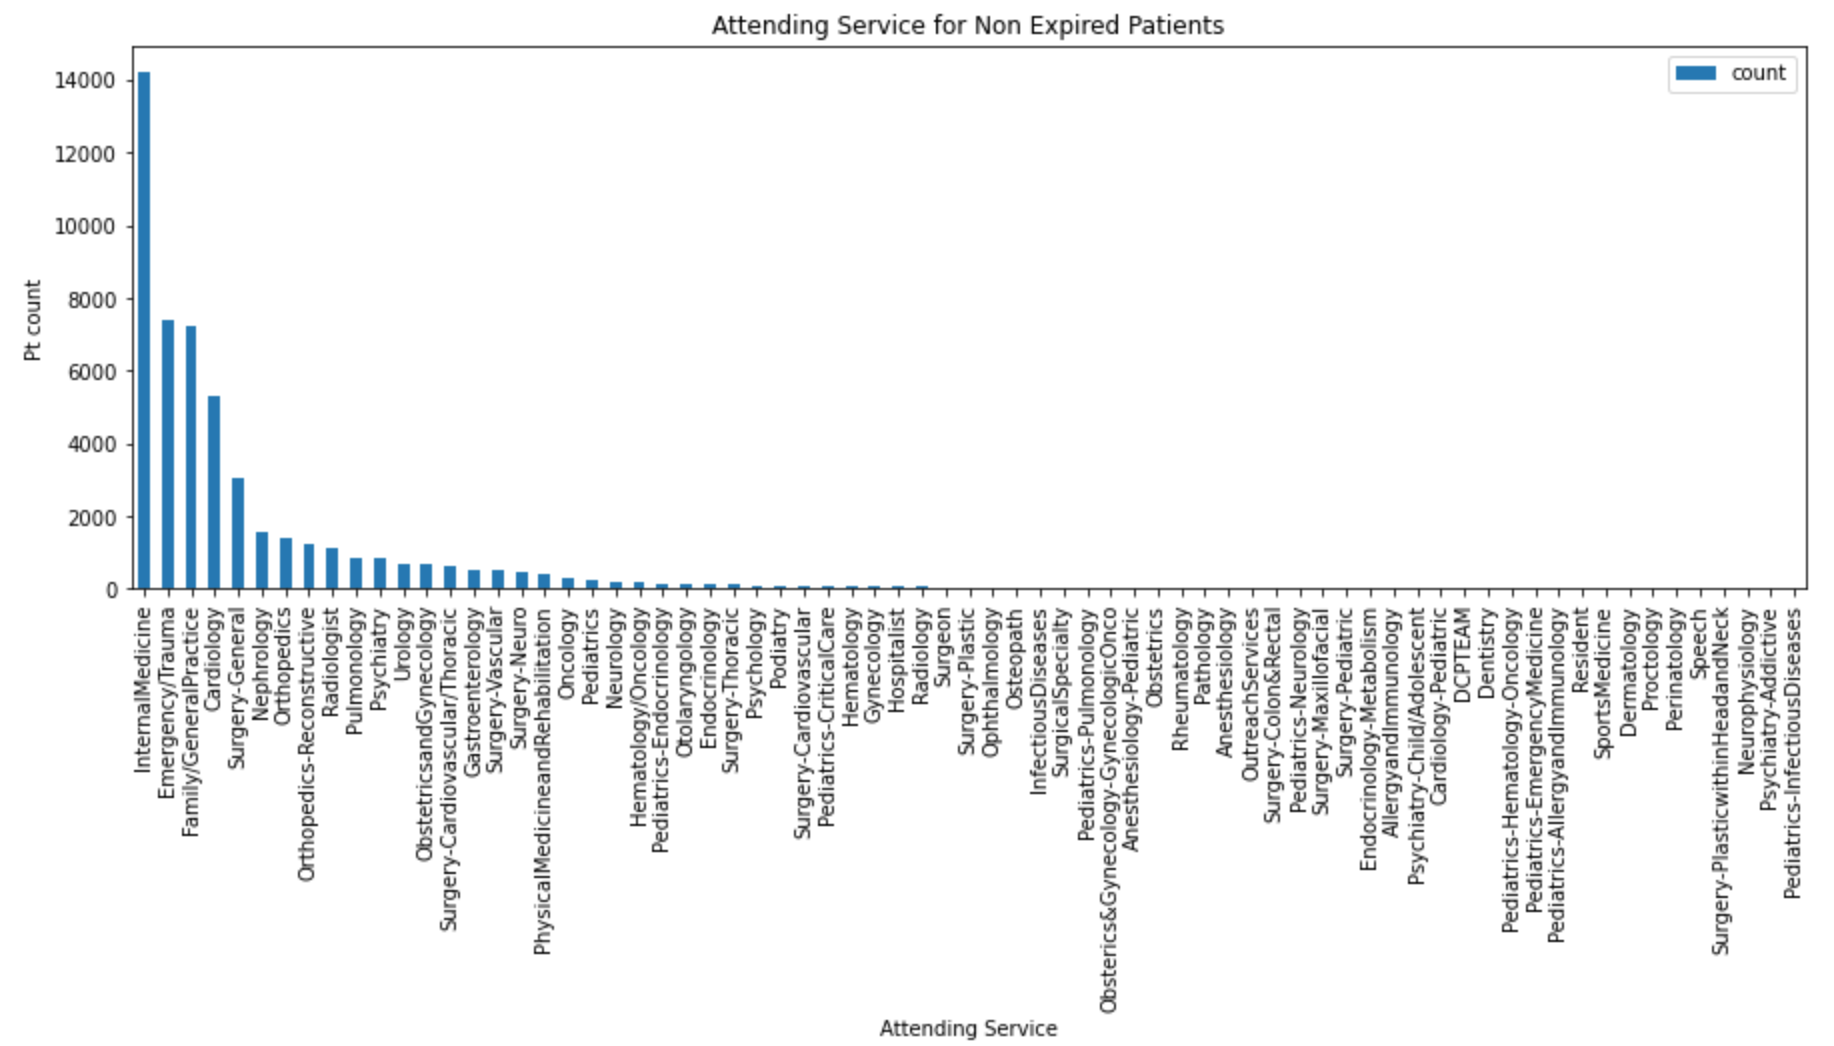 Attending Service for Non Expired Patients
count
14000
12000
10000
8000
6000
4000
2000
0
Pt count
InternalMedicine
Emergency/Trauma
Family/GeneralPractice
Cardiology
Surgery-General
Nephrology
Orthopedics
Orthopedics-Reconstructive
Radiologist
Pulmonology
Psychiatry
Urology
ObstetricsandGynecology
Surgery-Cardiovascular/Thoracic
Gastroenterology
Surgery-Vascular
Surgery-Neuro
PhysicalMedicineandRehabilitation
Oncology
Pediatrics
Neurology
Hematology/Oncology
Pediatrics-Endocrinology
Otolaryngology
Endocrinology
Surgery-Thoracic
Psychology
Podiatry
Surgery-Cardiovascular
Pediatrics-CriticalCare
Hematology
Gynecology
Hospitalist
Radiology
Surgeon
Surgery-Plastic
Ophthalmology
Osteopath
InfectiousDiseases
SurgicalSpecialty
Pediatrics-Pulmonology
Obsterics&Gynecology-GynecologicOnco
Anesthesiology-Pediatric
Obstetrics
Rheumatology
Pathology
Anesthesiology
OutreachServices
Surgery-Colon&Rectal
Pediatrics-Neurology
Surgery-Maxillofacial
Surgery-Pediatric
Endocrinology-Metabolism
AllergyandImmunology
Psychiatry-Child/Adolescent
Cardiology-Pediatric
DCPTEAM
Dentistry
Pediatrics-Hematology-Oncology
Pediatrics-EmergencyMedicine
Pediatrics-AllergyandImmunology
Resident
SportsMedicine
Dermatology
Proctology
Perinatology
Speech
Surgery-PlasticwithinHeadandNeck
Neurophysiology
Psychiatry-Addictive
Pediatrics-InfectiousDiseases
Attending Service